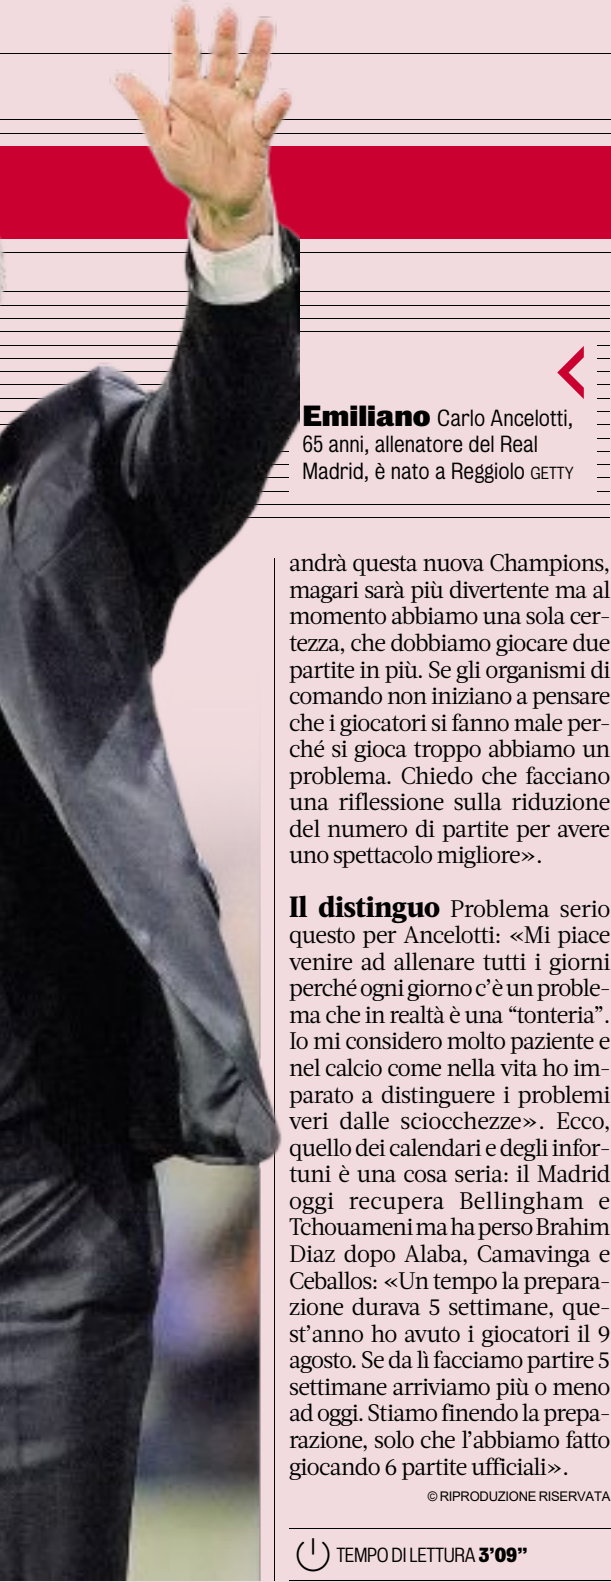 Emiliano Carlo Ancelotti,
65 anni, allenatore del Real
Madrid, è nato a Reggiolo GETTY
andrà questa nuova Champions,
magari sarà più divertente ma al
momento abbiamo una sola cer-
tezza, che dobbiamo giocare due
partite in più. Se gli organismi di
comando non iniziano a pensare
che i giocatori si fanno male per-
ché si gioca troppo abbiamo un
problema. Chiedo che facciano
una riflessione sulla riduzione
del numero di partite per avere
uno spettacolo migliore».
Il distinguo Problema serio
questo per Ancelotti: «Mi piace
venire ad allenare tutti i giorni
perché ogni giorno c'è un proble-
ma che in realtà è una “tonteria”.
Io mi considero molto paziente e
nel calcio come nella vita ho im-
parato a distinguere i problemi
veri dalle sciocchezze». Ecco,
quello dei calendari e degli infor-
tuni è una cosa seria: il Madrid
oggi recupera Bellingham e
Tchouameni ma ha perso Brahim
Diaz dopo Alaba, Camavinga e
Ceballos: «Un tempo la prepara-
zione durava 5 settimane, que-
st'anno ho avuto i giocatori il 9
agosto. Se da lì facciamo partire 5
settimane arriviamo più o meno
ad oggi. Stiamo finendo la prepa-
razione, solo che l'abbiamo fatto
giocando 6 partite ufficiali».
© RIPRODUZIONE RISERVATA
TEMPO DI LETTURA 3'09”